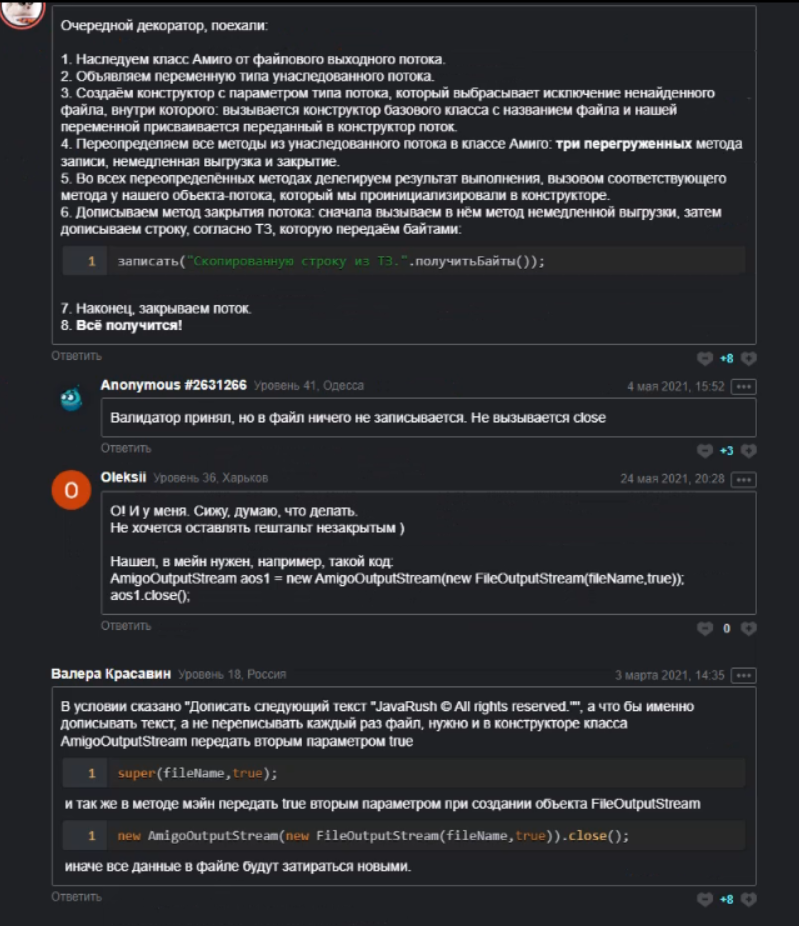 Очередной декоратор, поехали:
1. Наследуем класс Амиго от файлового выходного потока.
2. Объявляем переменную типа унаследованного потока.
3. Создаём конструктор с параметром типа потока, который выбрасывает исключение ненайденного
файла, внутри которого: вызывается конструктор базового класса с названием файла и нашей
переменной присваивается переданный в конструктор поток.
4. Переопределяем все методы из унаследованного потока в классе Амиго: три перегруженных метода
записи, немедленная выгрузка и закрытие.
5. Во всех переопределённых методах делегируем результат выполнения, вызовом соответствующего
метода у нашего объекта-потока, который мы проинициализировали в конструкторе.
6. Дописываем метод закрытия потока: сначала вызываем в нём метод немедленной выгрузки, затем
дописываем строку, согласно ТЗ, которую передаём байтами:
1 записать("Скопированную строку из ТЗ.".получитьБайты());
7. Наконец, закрываем поток.
8. Всё получится!
Ответить +8
Anonymous #2631266 Уровень 41, Одесса 4 мая 2021, 15:52
Валидатор принял, но в файл ничего не записывается. Не вызывается close
Ответить +3
O
Oleksii Уровень 36, Харьков 24 мая 2021, 20:28
О! И у меня. Сижу, думаю, что делать.
Не хочется оставлять гештальт незакрытым )
Нашел, в мейн нужен, например, такой код:
AmigoOutputStream aos1 = new AmigoOutputStream(new FileOutputStream(fileName,true));
aos1.close();
Ответить 0
Валера Красавин Уровень 18, Россия 3 марта 2021, 14:35
В условии сказано "Дописать следующий текст "JavaRush © All rights reserved."", а что бы именно
дописывать текст, а не переписывать каждый раз файл, нужно и в конструкторе класса
AmigoOutputStream передать вторым параметром true
1 super(fileName,true);
и так же в методе мэйн передать true вторым параметром при создании объекта FileOutputStream
1 new AmigoOutputStream(new FileOutputStream(fileName,true)).close();
иначе все данные в файле будут затираться новыми.
Ответить +8